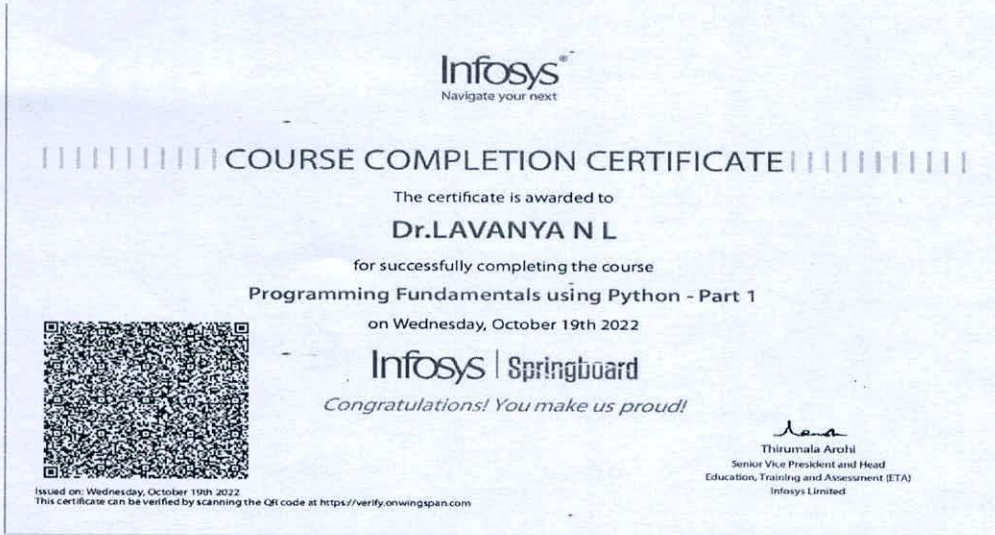 Infosys®
Navigate your next
COURSE COMPLETION CERTIFICATE
The certificate is awarded to
Dr.LAVANYA N L
for successfully completing the course
Programming Fundamentals using Python - Part 1
on Wednesday, October 19th 2022
Infosys | Springboard
Congratulations! You make us proud!
Thirumala Arohi
Senior Vice President and Head
Education, Training and Assessment (ETA)
Infosys Limited
Issued on: Wednesday, October 19th 2022
This certificate can be verified by scanning the QR code at https://verify.onwingspan.com